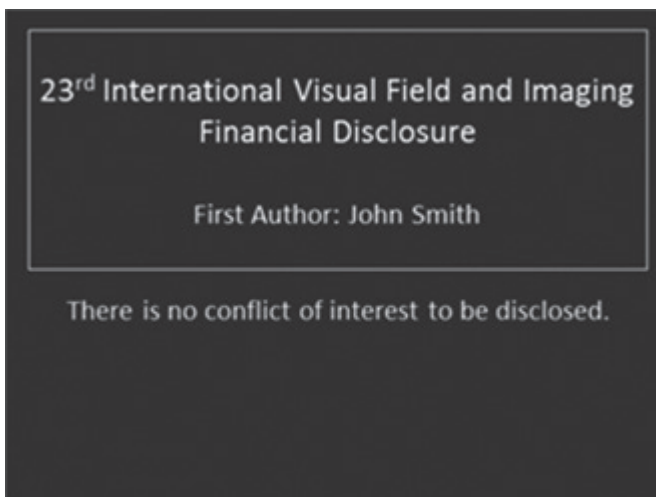 23rd International Visual Field and Imaging
Financial Disclosure
First Author: John Smith
There is no conflict of interest to be disclosed.